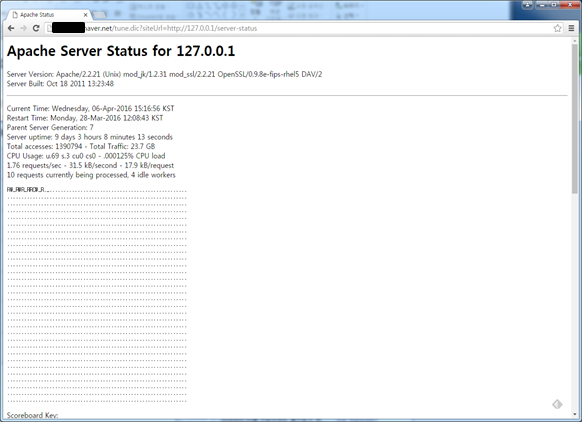 Apache Status
naver.net/tune.dic?siteUrl=http://127.0.0.1/server-status
Apache Server Status for 127.0.0.1
Server Version: Apache/2.2.21 (Unix) mod_jk/1.2.31 mod_ssl/2.2.21 OpenSSL/0.9.8e-fips-rhel5 DAV/2
Server Built: Oct 18 2011 13:23:48
Current Time: Wednesday, 06-Apr-2016 15:16:56 KST
Restart Time: Monday, 28-Mar-2016 12:08:43 KST
Parent Server Generation: 7
Server uptime: 9 days 3 hours 8 minutes 13 seconds
Total accesses: 1390794 - Total Traffic: 23.7 GB
CPU Usage: u.69 s.3 cu0 cs0 - .000125% CPU load
1.76 requests/sec - 31.5 kB/second - 17.9 kB/request
10 requests currently being processed, 4 idle workers
Scoreboard Key: